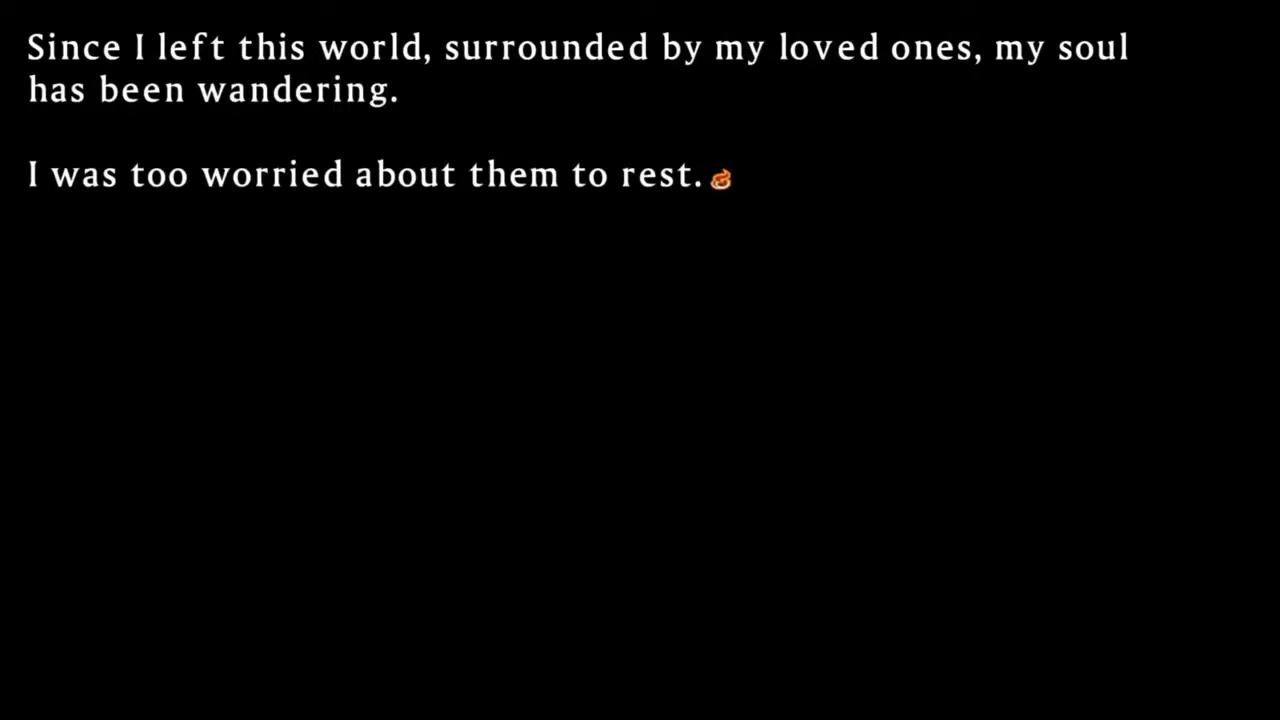 Since I left this world, surrounded by my loved ones, my soul
has been wandering.
I was too worried about them to rest.